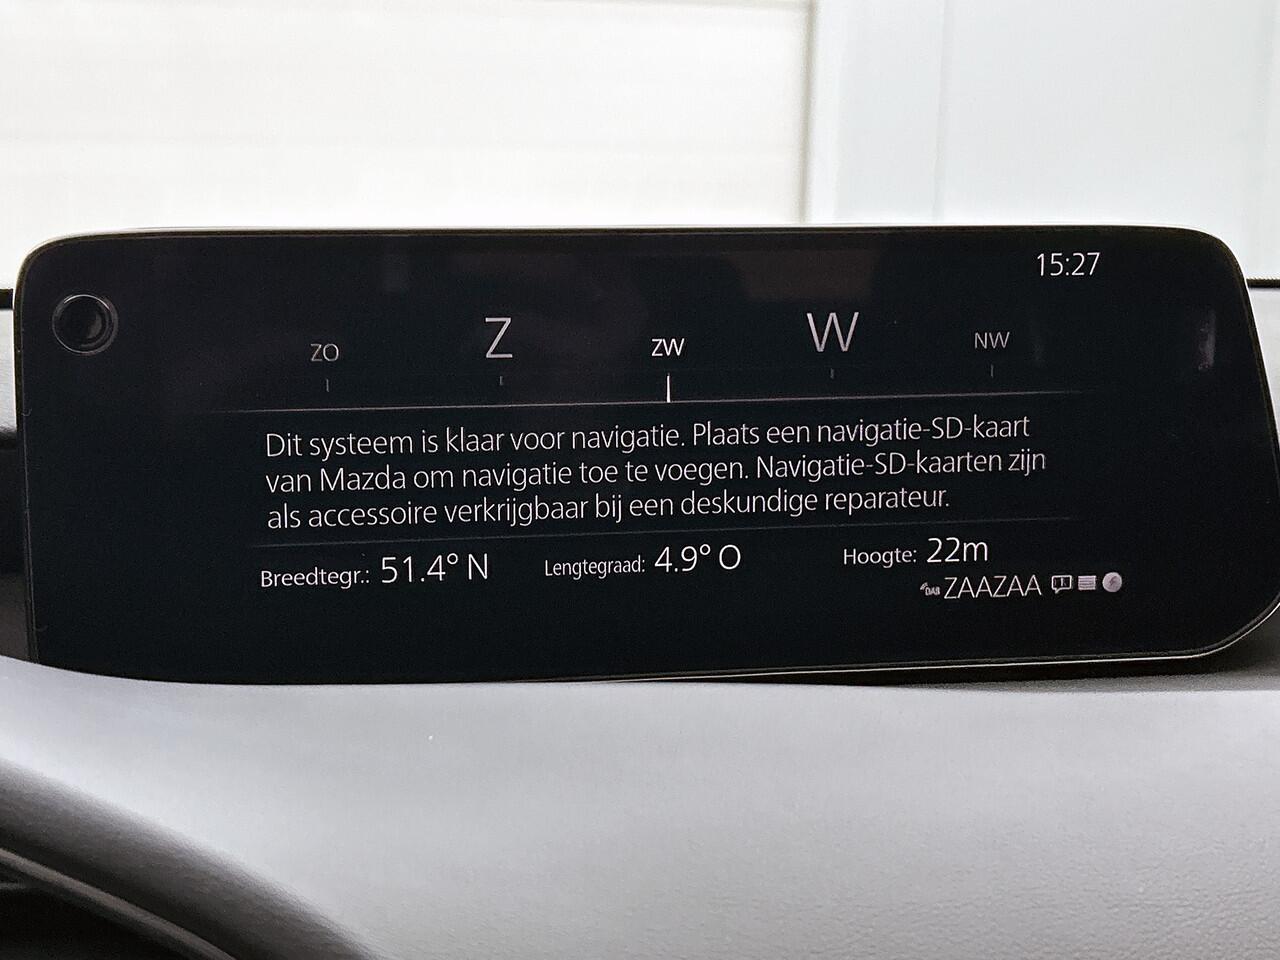 15:27
ZO Z ZW W NW
Dit systeem is klaar voor navigatie. Plaats een navigatie-SD-kaart
van Mazda om navigatie toe te voegen. Navigatie-SD-kaarten zijn
als accessoire verkrijgbaar bij een deskundige reparateur.
Breedtegr.: 51.4° N Lengtegraad: 4.9° O Hoogte: 22m
DAB ZAAZAA